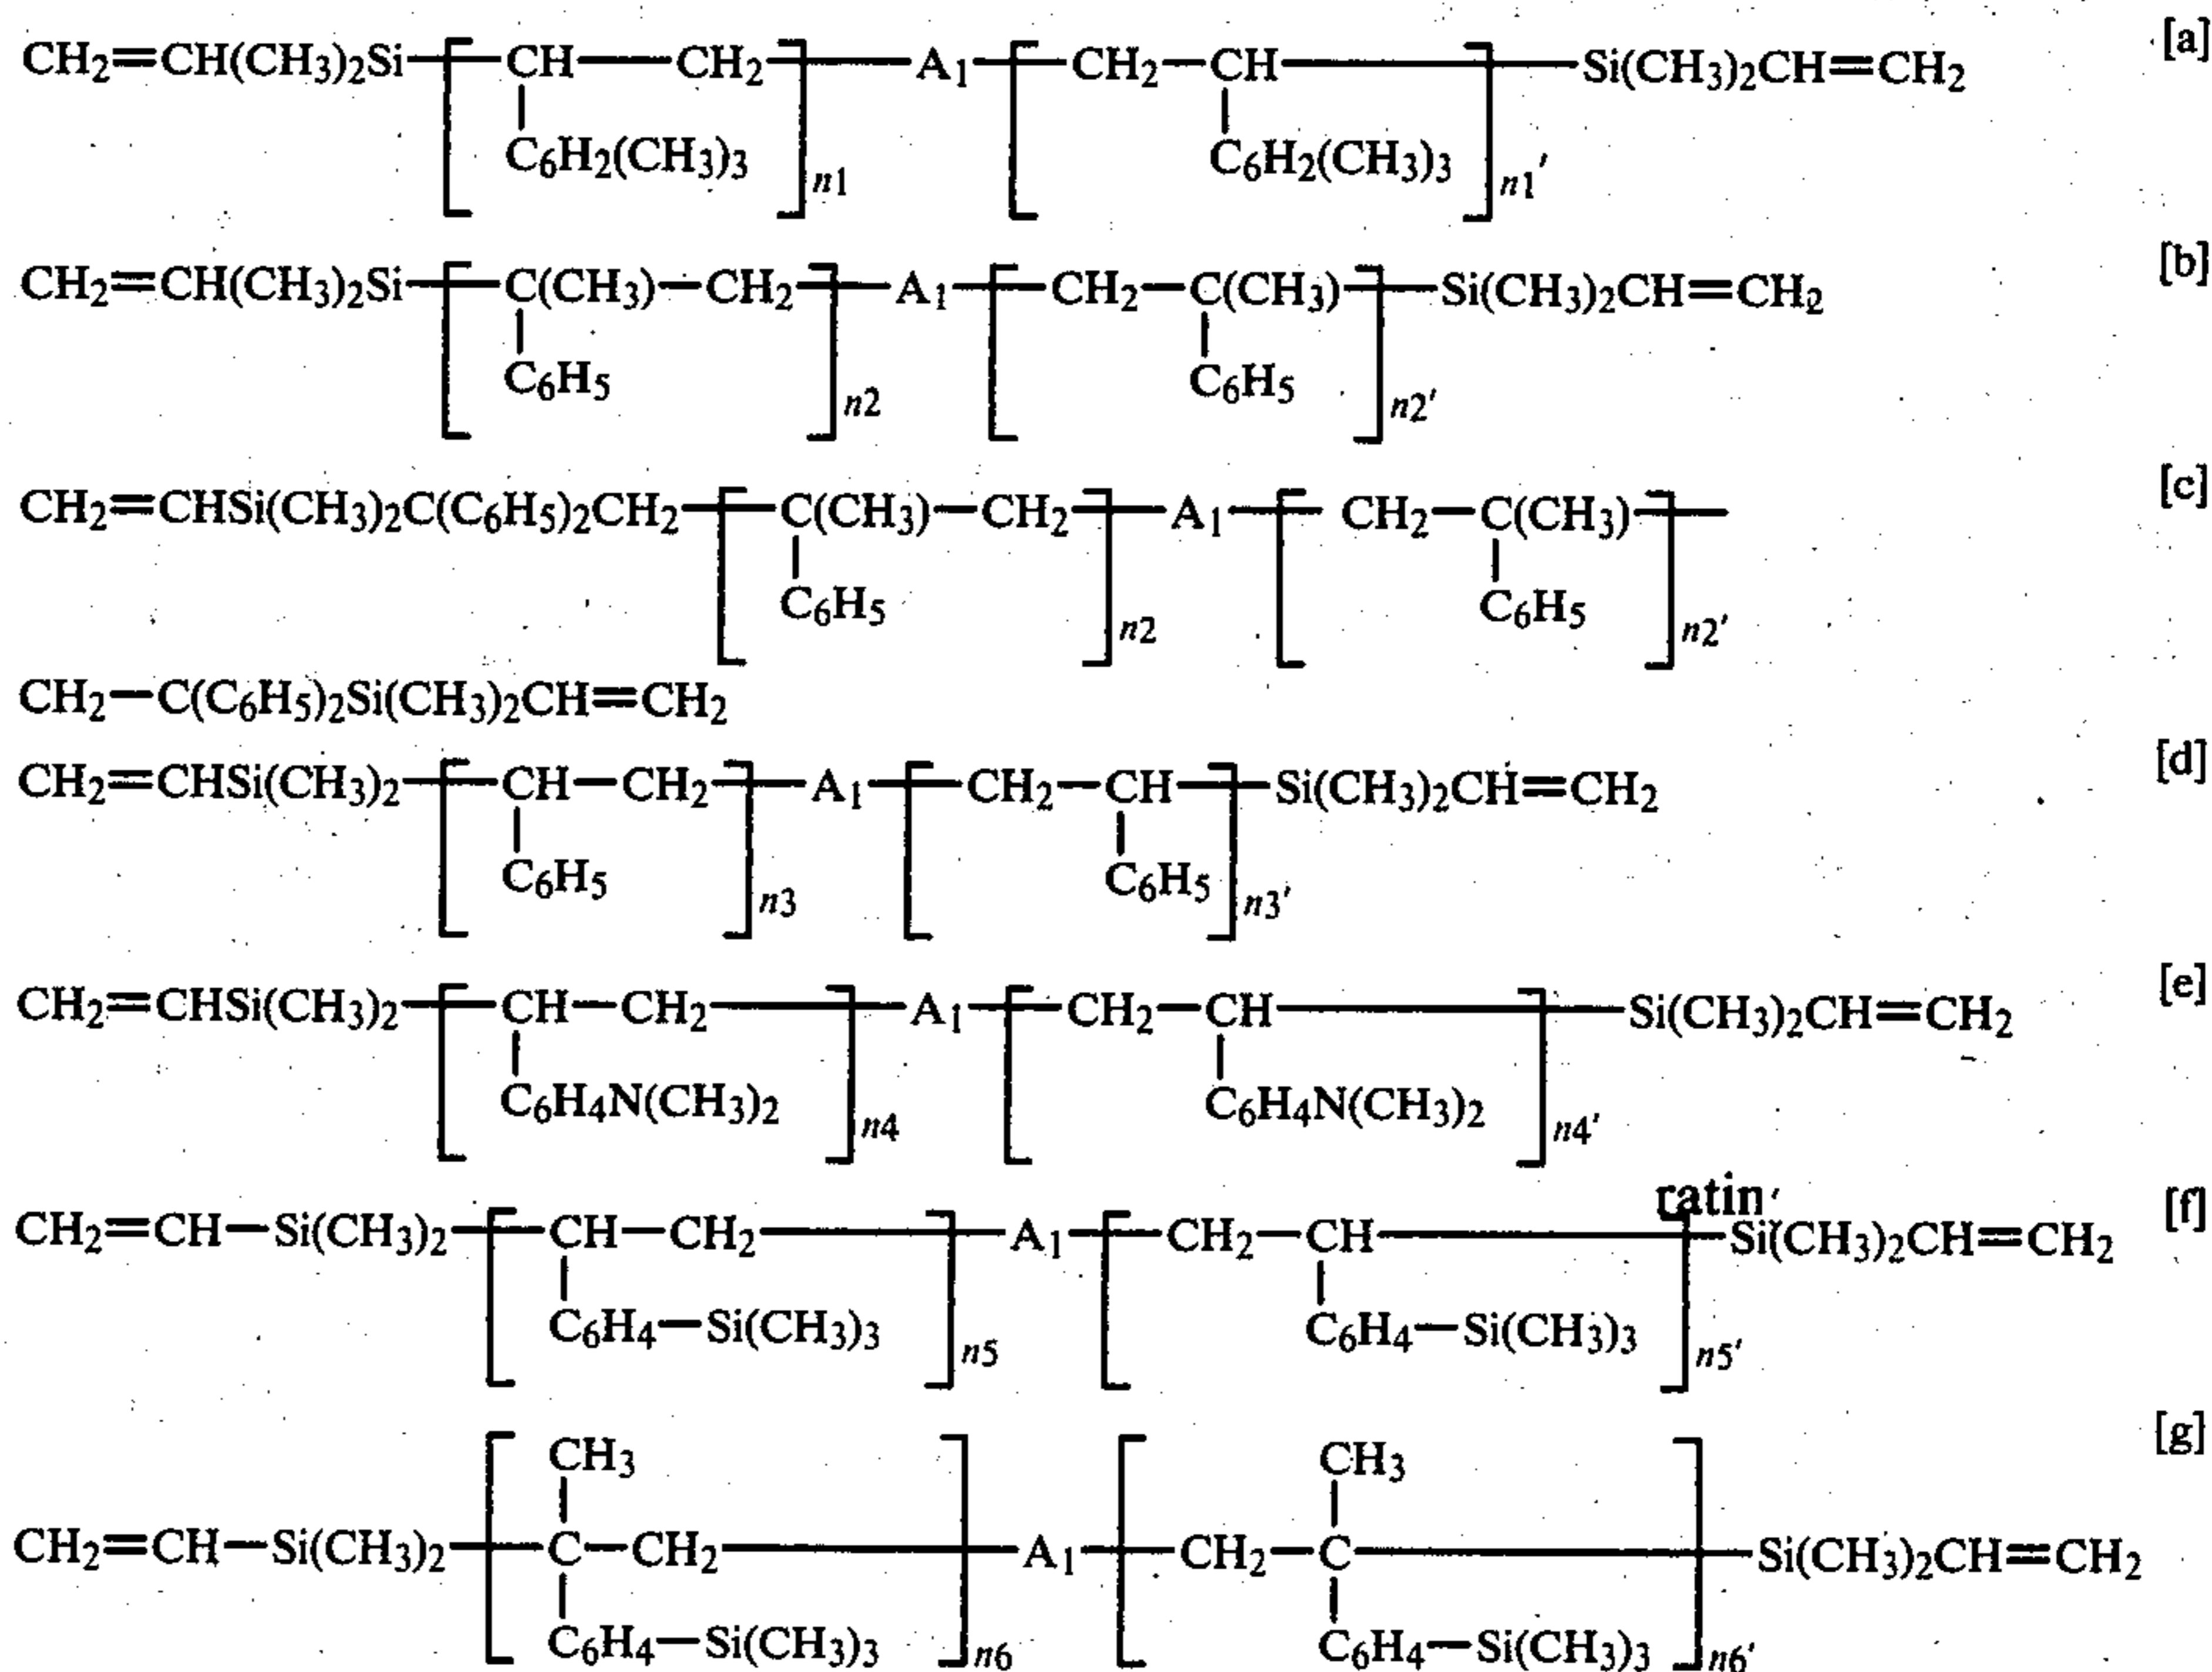 CH2=CH(CH3)2Si—[—CH—CH2—]—A1—[—CH2—CH—]—Si(CH3)2CH=CH2 [a]
C6H2(CH3)3 n1 C6H2(CH3)3 n1'
CH2=CH(CH3)2Si—[—C(CH3)—CH2—]—A1—[—CH2—C(CH3)—]—Si(CH3)2CH=CH2 [b]
C6H5 n2 C6H5 n2'
CH2=CHSi(CH3)2C(C6H5)2CH2—[—C(CH3)—CH2—]—A1—[—CH2—C(CH3)—]— [c]
C6H5 n2 C6H5 n2'
CH2—C(C6H5)2Si(CH3)2CH=CH2
CH2=CHSi(CH3)2—[—CH—CH2—]—A1—[—CH2—CH—]—Si(CH3)2CH=CH2 [d]
C6H5 n3 C6H5 n3'
CH2=CHSi(CH3)2—[—CH—CH2—]—A1—[—CH2—CH—]—Si(CH3)2CH=CH2 [e]
C6H4N(CH3)2 n4 C6H4N(CH3)2 n4'
ratin'
CH2=CH—Si(CH3)2—[—CH—CH2—]—A1—[—CH2—CH—]—Si(CH3)2CH=CH2 [f]
C6H4—Si(CH3)3 n5 C6H4—Si(CH3)3 n5'
CH3 CH3 [g]
CH2=CH—Si(CH3)2—[—C—CH2—]—A1—[—CH2—C—]—Si(CH3)2CH=CH2
C6H4—Si(CH3)3 n6 C6H4—Si(CH3)3 n6'